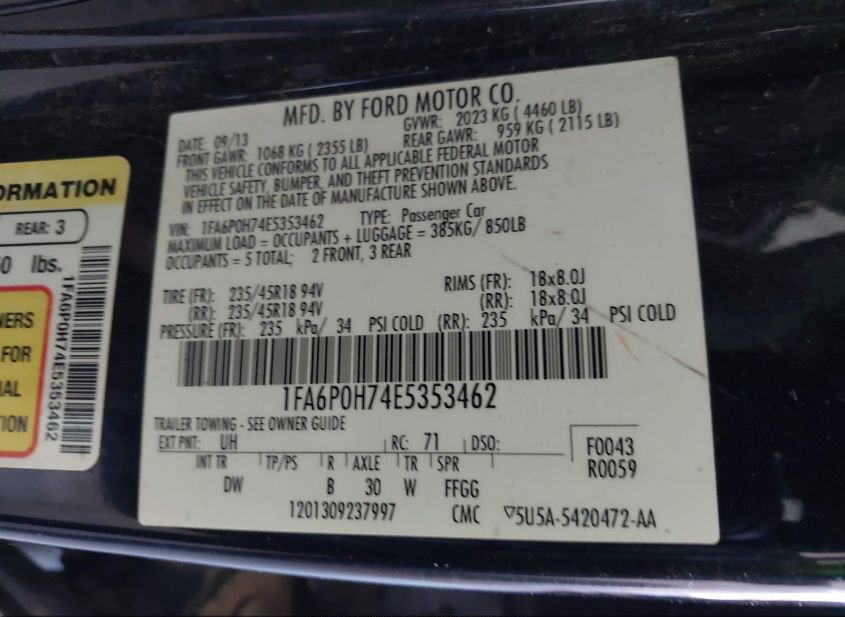 MFD. BY FORD MOTOR CO.
DATE: 09/13 GVWR: 2023 KG ( 4460 LB)
FRONT GAWR: 1068 KG ( 2355 LB) REAR GAWR: 959 KG ( 2115 LB)
THIS VEHICLE CONFORMS TO ALL APPLICABLE FEDERAL MOTOR
VEHICLE SAFETY, BUMPER, AND THEFT PREVENTION STANDARDS
IN EFFECT ON THE DATE OF MANUFACTURE SHOWN ABOVE.
VIN: 1FA6P0H74E5353462 TYPE: Passenger Car
MAXIMUM LOAD = OCCUPANTS + LUGGAGE = 385KG/ 850LB
OCCUPANTS = 5 TOTAL; 2 FRONT, 3 REAR
TIRE (FR): 235/45R18 94V RIMS (FR): 18x8.0J
(RR): 235/45R18 94V (RR): 18x8.0J
PRESSURE (FR): 235 kPa/ 34 PSI COLD (RR): 235 kPa/ 34 PSI COLD
1FA6P0H74E5353462
TRAILER TOWING - SEE OWNER GUIDE
EXT PNT: UH RC: 71 DSO: F0043
INT TR TP/PS R AXLE TR SPR R0059
DW B 30 W FFGG
1201309237997 CMC ▽5U5A-5420472-AA
ORMATION
REAR: 3
0 lbs.
NERS
FOR
AL
TION
1FA6P0H74E5353462